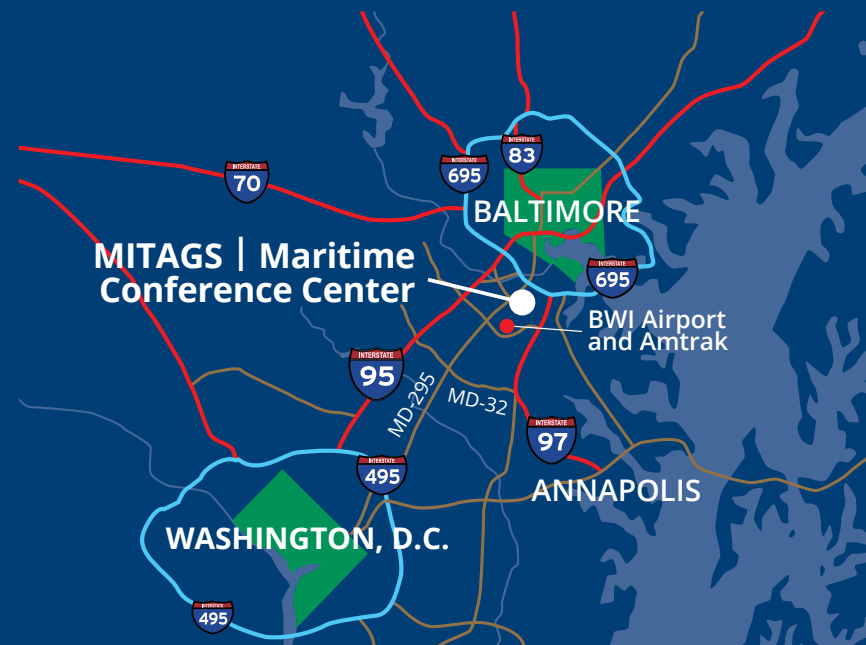 INTERSTATE
83
INTERSTATE
695
INTERSTATE
70
BALTIMORE
MITAGS | Maritime
Conference Center
INTERSTATE
695
BWI Airport
and Amtrak
INTERSTATE
95
MD-295
MD-32
INTERSTATE
97
INTERSTATE
495
ANNAPOLIS
WASHINGTON, D.C.
INTERSTATE
495